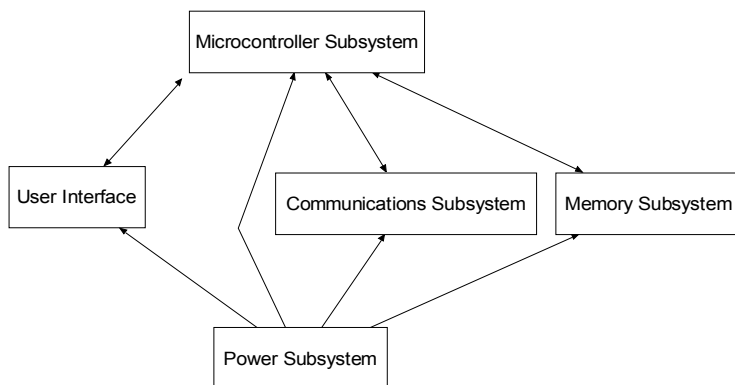 Microcontroller Subsystem
User Interface
Communications Subsystem
Memory Subsystem
Power Subsystem